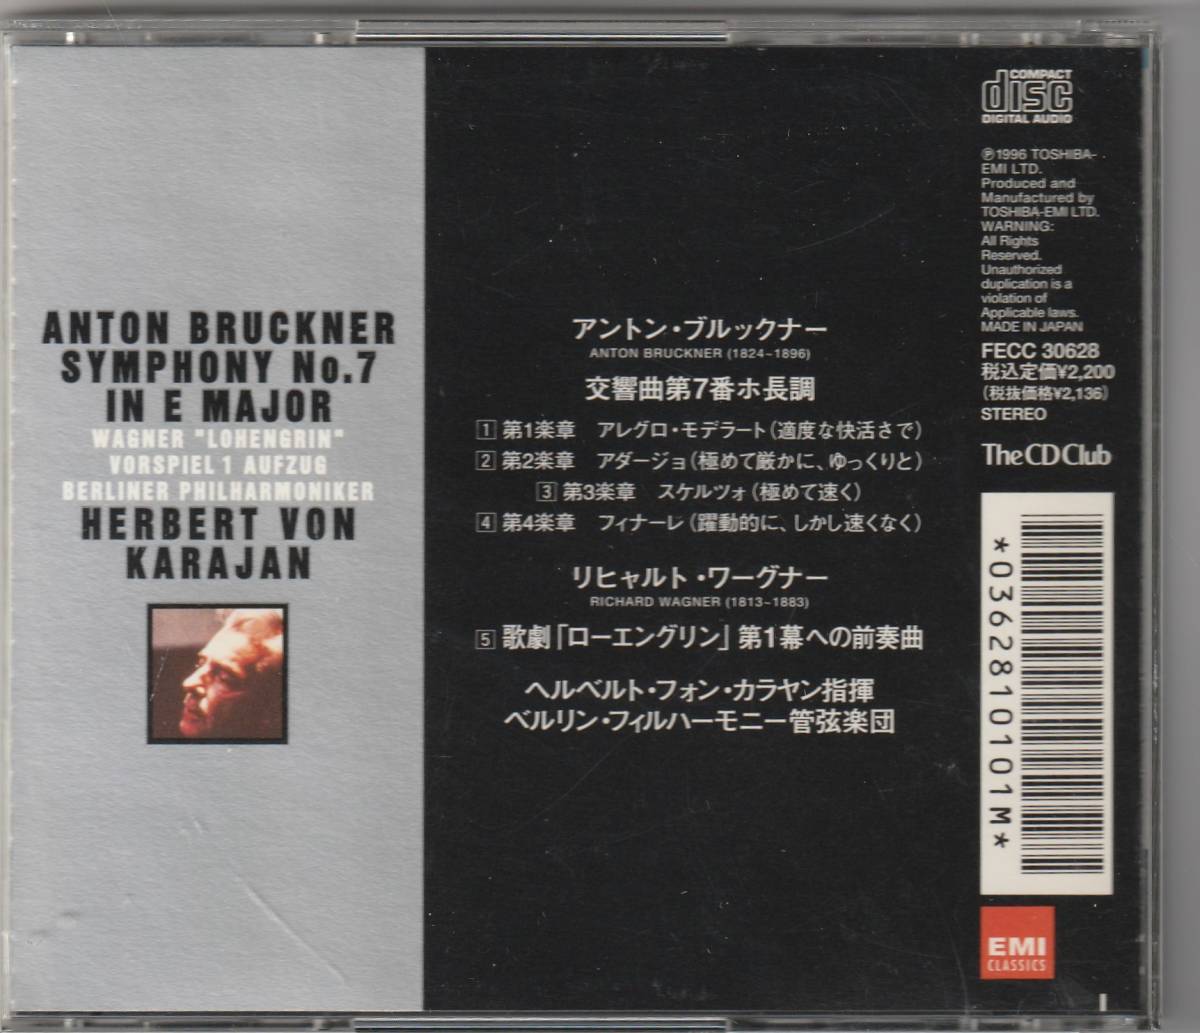 ANTON BRUCKNER
SYMPHONY No.7
IN E MAJOR
WAGNER "LOHENGRIN"
VORSPIEL 1 AUFZUG
BERLINER PHILHARMONIKER
HERBERT VON
KARAJAN
アントン・ブルックナー
ANTON BRUCKNER (1824-1896)
交響曲第7番ホ長調
1 第1楽章 アレグロ・モデラート(適度な快活さで)
2 第2楽章 アダージョ(極めて厳かに、ゆっくりと)
3 第3楽章 スケルツォ(極めて速く)
4 第4楽章 フィナーレ(躍動的に、しかし速くなく)
リヒャルト・ワーグナー
RICHARD WAGNER (1813-1883)
5 歌劇「ローエングリン」第1幕への前奏曲
ヘルベルト・フォン・カラヤン指揮
ベルリン・フィルハーモニー管弦楽団
COMPACT
disc
DIGITAL AUDIO
℗1996 TOSHIBA-
EMI LTD.
Produced and
Manufactured by
TOSHIBA-EMI LTD.
WARNING:
All Rights
Reserved.
Unauthorized
duplication is a
violation of
Applicable laws.
MADE IN JAPAN
FECC 30628
税込定価¥2,200
(税抜価格¥2,136)
STEREO
The CD Club
*0362810101M*
EMI
CLASSICS